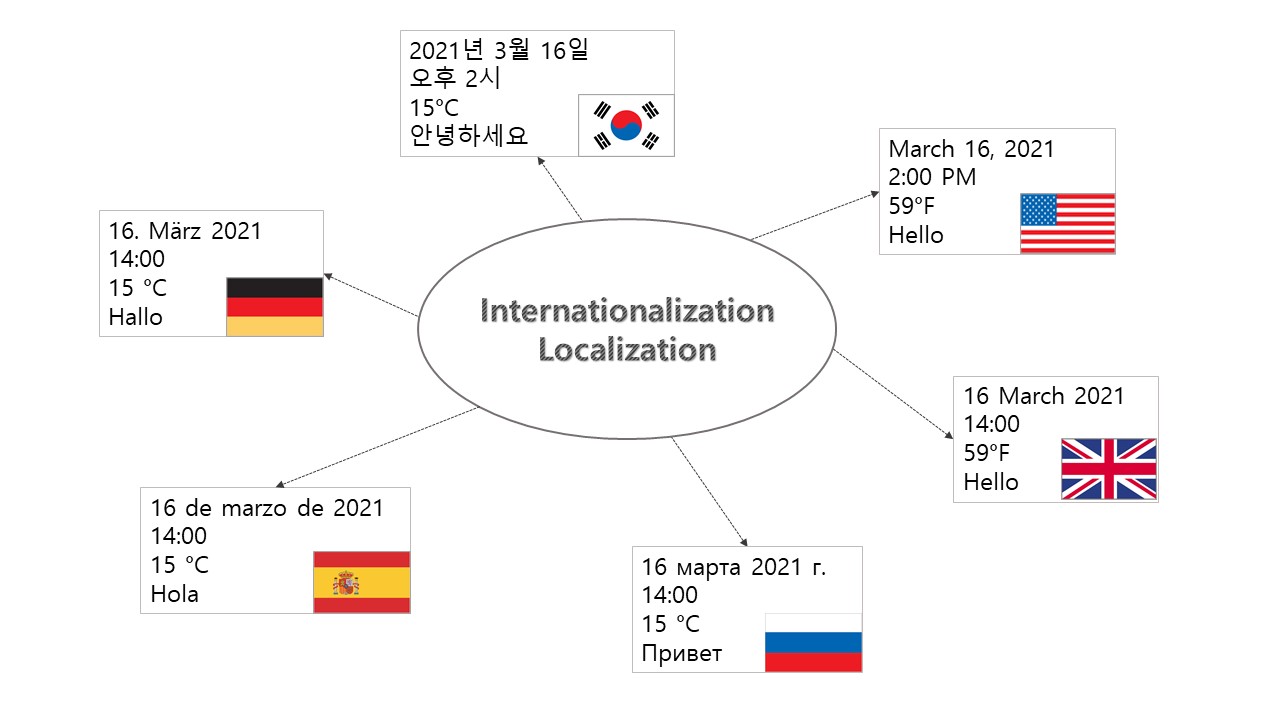 2021년 3월 16일
오후 2시
15°C
안녕하세요
March 16, 2021
2:00 PM
59°F
Hello
16. März 2021
14:00
15 °C
Hallo
Internationalization
Localization
16 March 2021
14:00
59°F
Hello
16 de marzo de 2021
14:00
15 °C
Hola
16 марта 2021 г.
14:00
15 °C
Привет